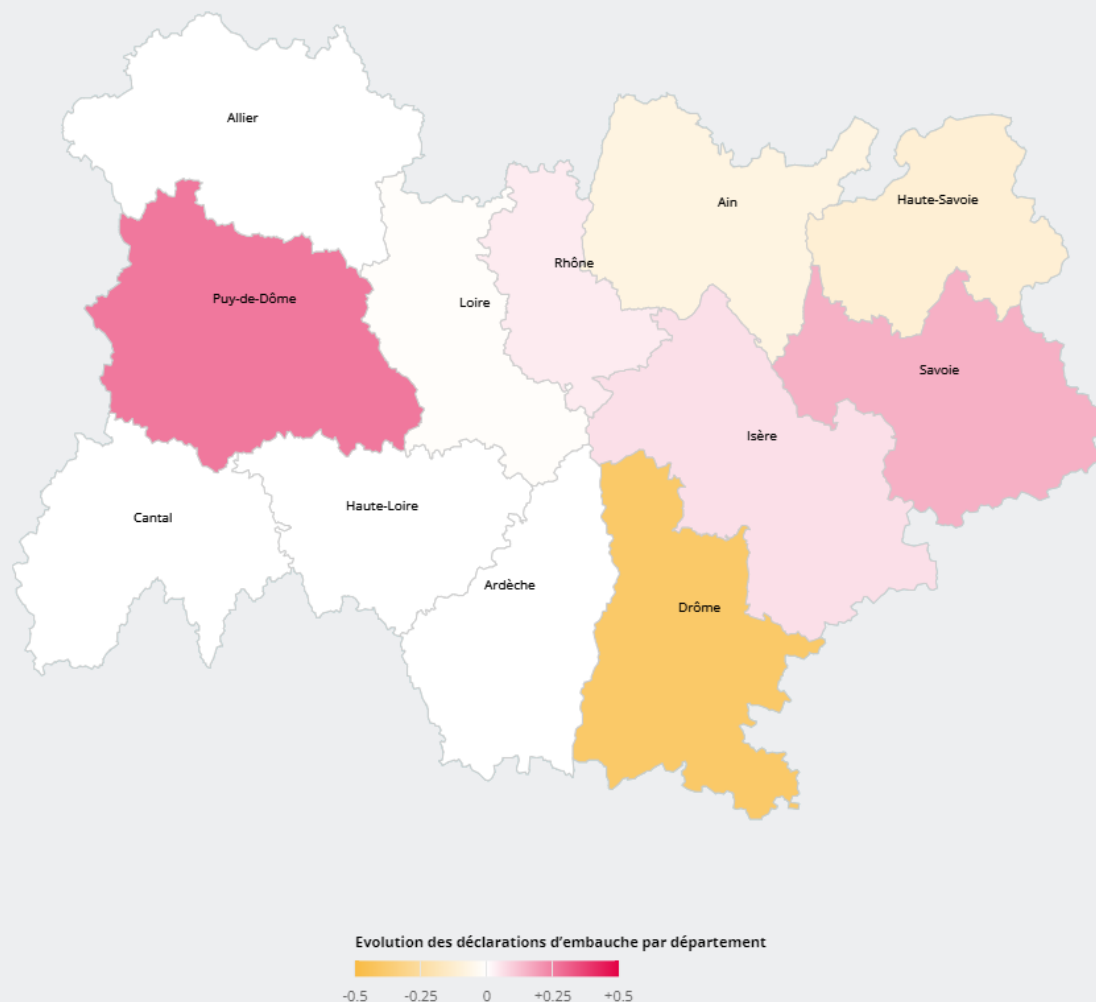 Allier
Ain
Haute-Savoie
Rhône
Puy-de-Dôme
Loire
Savoie
Isère
Haute-Loire
Cantal
Ardèche
Drôme
Evolution des déclarations d’embauche par département
-0.5 -0.25 0 +0.25 +0.5